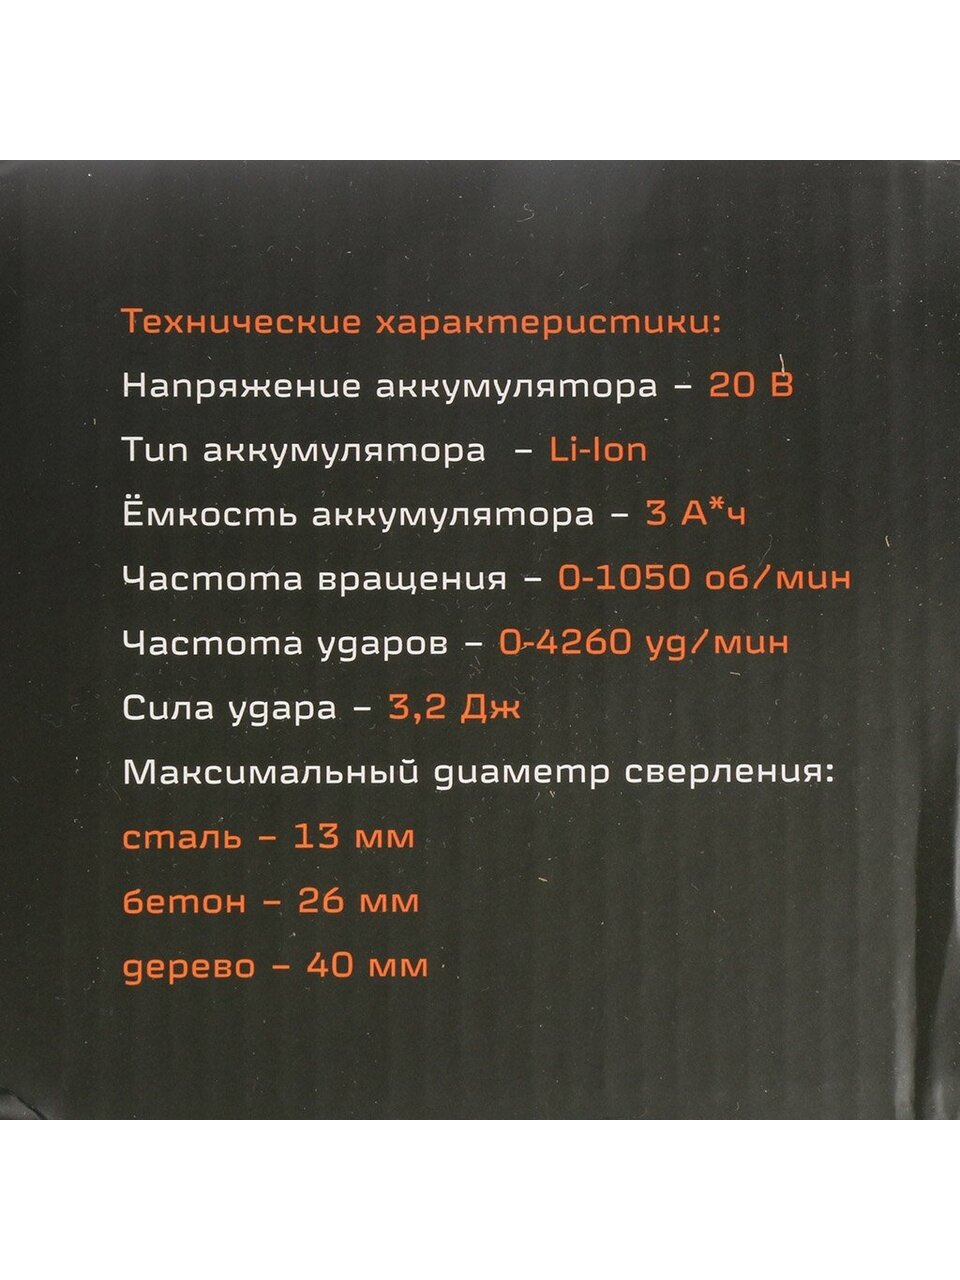 Технические характеристики:
Напряжение аккумулятора – 20 В
Тип аккумулятора – Li-Ion
Ёмкость аккумулятора – 3 А*ч
Частота вращения – 0-1050 об/мин
Частота ударов – 0-4260 уд/мин
Сила удара – 3,2 Дж
Максимальный диаметр сверления:
сталь – 13 мм
бетон – 26 мм
дерево – 40 мм